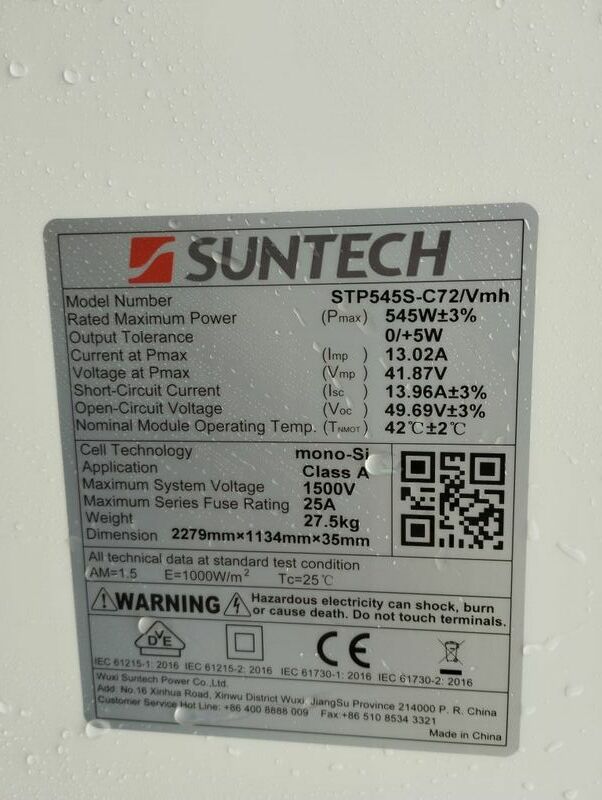 SUNTECH
Model Number STP545S-C72/Vmh
Rated Maximum Power (Pmax) 545W±3%
Output Tolerance 0/+5W
Current at Pmax (Imp) 13.02A
Voltage at Pmax (Vmp) 41.87V
Short-Circuit Current (Isc) 13.96A±3%
Open-Circuit Voltage (Voc) 49.69V±3%
Nominal Module Operating Temp. (TNMOT) 42℃±2℃
Cell Technology mono-Si
Application Class A
Maximum System Voltage 1500V
Maximum Series Fuse Rating 25A
Weight 27.5kg
Dimension 2279mm×1134mm×35mm
All technical data at standard test condition
AM=1.5 E=1000W/m² Tc=25℃
WARNING Hazardous electricity can shock, burn
or cause death. Do not touch terminals.
DVE CE
IEC 61215-1: 2016 IEC 61215-2: 2016 IEC 61730-1: 2016 IEC 61730-2: 2016
Wuxi Suntech Power Co.,Ltd.
Add: No.16 Xinhua Road, Xinwu District Wuxi, JiangSu Province 214000 P. R. China
Customer Service Hot Line: +86 400 8888 009 Fax:+86 510 8534 3321
Made in China